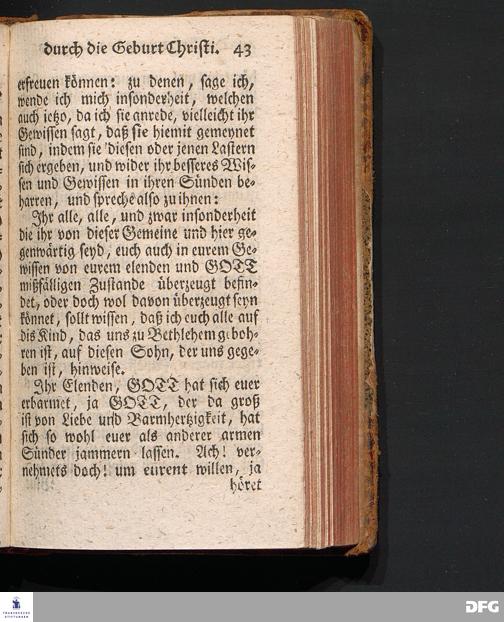 durch die Geburt Christi. 43
erfreuen können: zu denen, sage ich,
wende ich mich insonderheit, welchen
auch ietzo, da ich sie anrede, vielleicht ihr
Gewissen sagt, daß sie hiemit gemeynet
sind, indem sie diesen oder jenen Lastern
sich ergeben, und wider ihr besseres Wis-
sen und Gewissen in ihren Sünden be-
harren, und spreche also zu ihnen:
Ihr alle, alle, und zwar insonderheit
die ihr von dieser Gemeine und hier ge-
genwärtig seyd, euch auch in eurem Ge-
wissen von eurem elenden und GOTT
mißfälligen Zustande überzeugt befin-
det, oder doch wol davon überzeugt seyn
könnet, sollt wissen, daß ich euch alle auf
dis Kind, das uns zu Bethlehem geboh-
ren ist, auf diesen Sohn, der uns gege-
ben ist, hinweise.
Ihr Elenden, GOTT hat sich euer
erbarmet, ja GOTT, der da groß
ist von Liebe und Barmhertzigkeit, hat
sich so wohl euer als anderer armen
Sünder jammern lassen. Ach! ver-
nehmets doch! um eurent willen, ja
höret
FRANCKESCHE
STIFTUNGEN
DFG